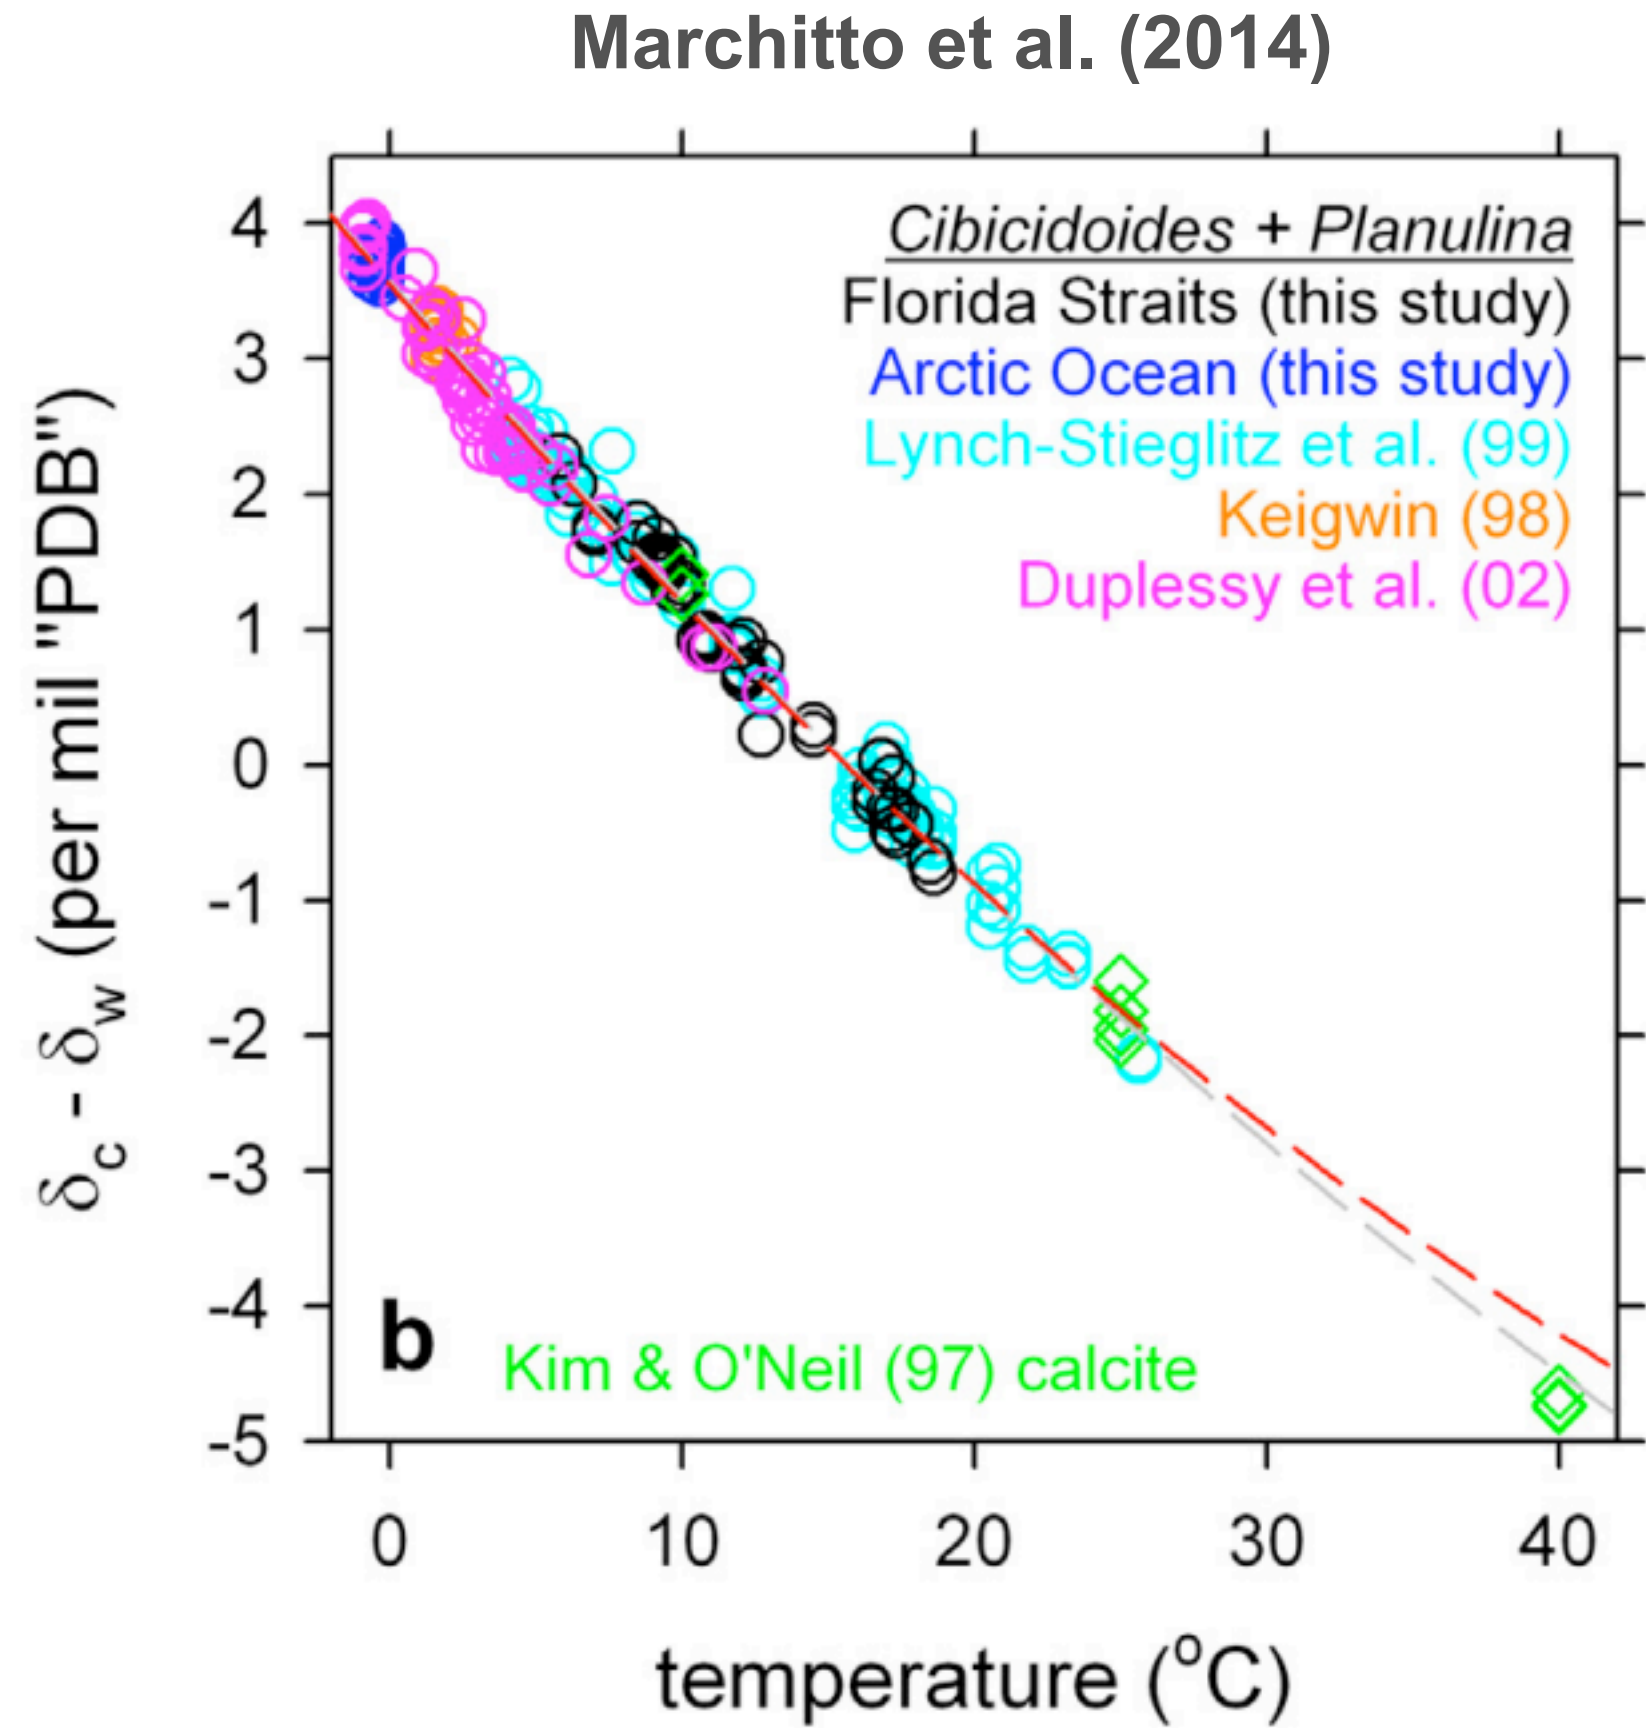 Marchitto et al. (2014)
Cibicidoides + Planulina
Florida Straits (this study)
Arctic Ocean (this study)
Lynch-Stieglitz et al. (99)
Keigwin (98)
Duplessy et al. (02)
4
3
2
1
0
-1
-2
-3
-4
-5
δc - δw (per mil "PDB")
b
Kim & O'Neil (97) calcite
0 10 20 30 40
temperature (oC)